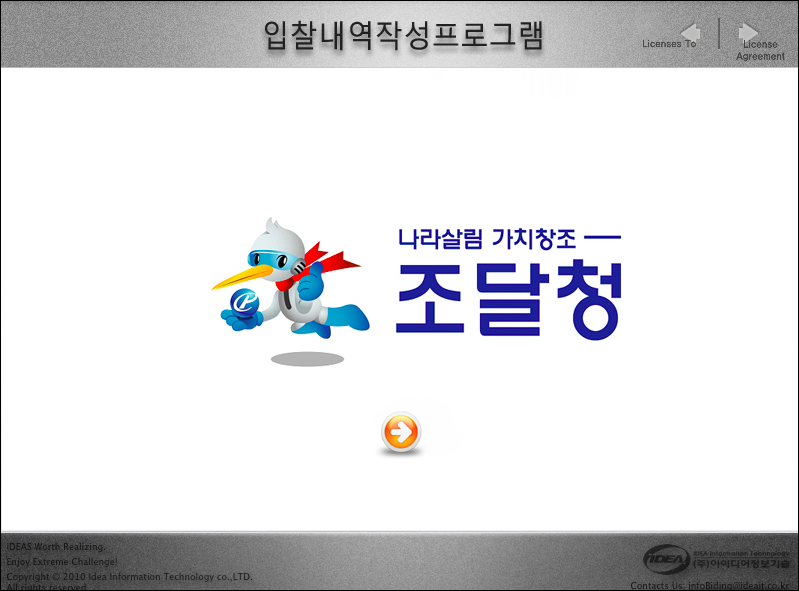 입찰내역작성프로그램
Licenses To
License
Agreement
나라살림 가치창조
조달청
iDEAS Worth Realizing.
Enjoy Extreme Challenge!
Copyright © 2010 Idea Information Technology co.,LTD.
All rights reserved.
iDEA!
IDEA Information Technology
(주)아이디어정보기술
Contacts Us: infoBiding@ideait.co.kr